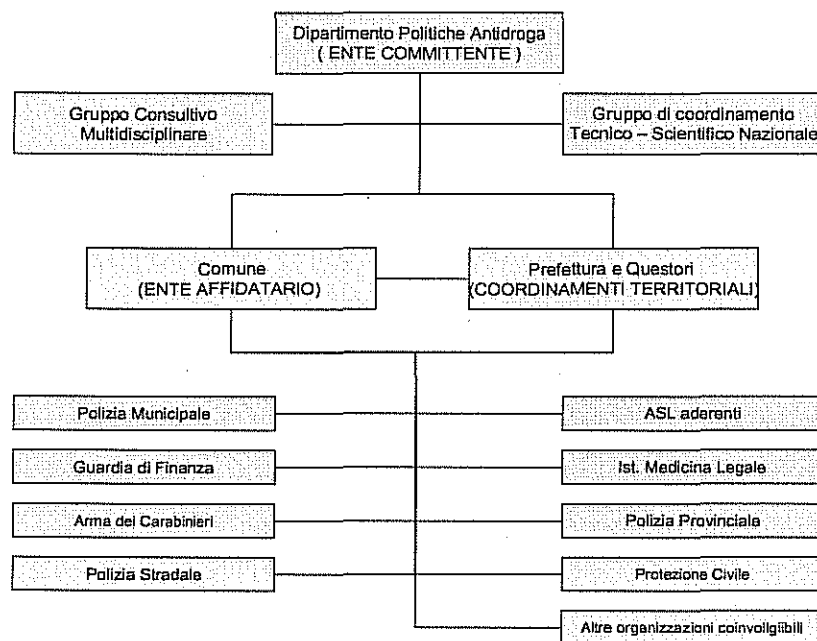 Dipartimento Politiche Antidroga
( ENTE COMMITTENTE )
Gruppo Consultivo
Multidisciplinare
Gruppo di coordinamento
Tecnico – Scientifico Nazionale
Comune
(ENTE AFFIDATARIO)
Prefettura e Questori
(COORDINAMENTI TERRITORIALI)
Polizia Municipale
ASL aderenti
Guardia di Finanza
Ist. Medicina Legale
Arma dei Carabinieri
Polizia Provinciale
Polizia Stradale
Protezione Civile
Altre organizzazioni coinvolgibili